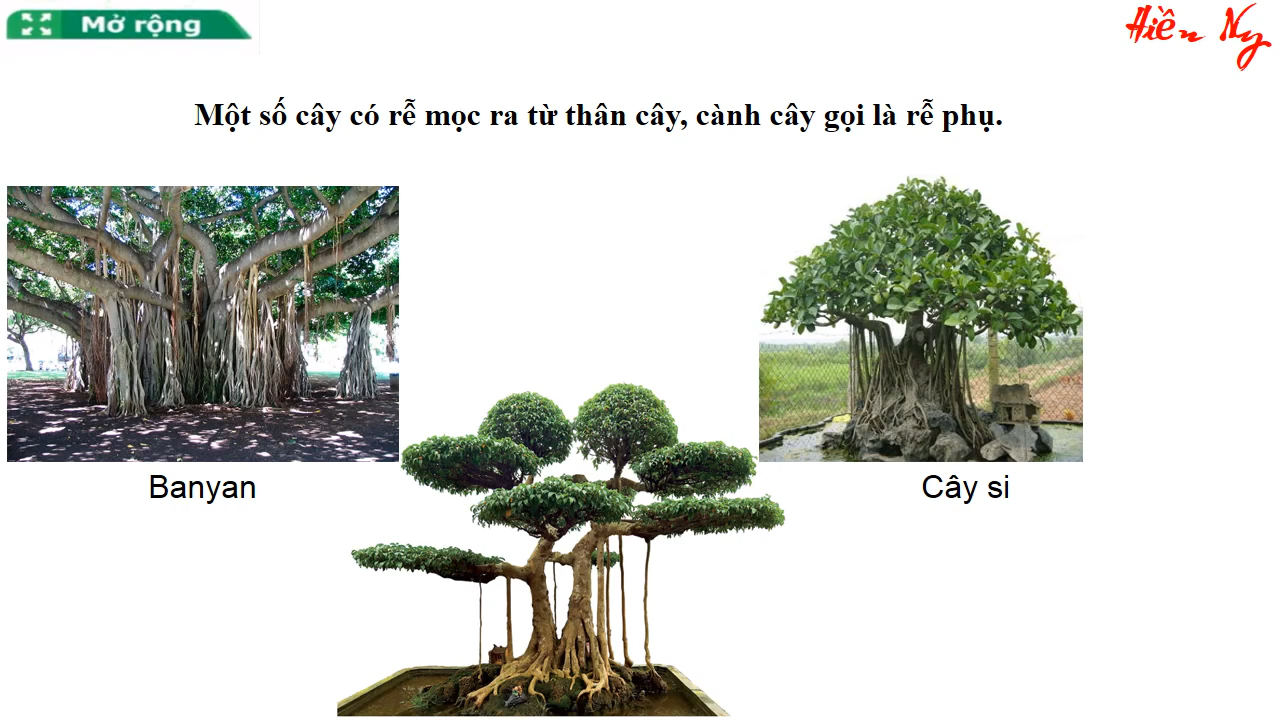 Mở rộng
Hiền Ny
Một số cây có rễ mọc ra từ thân cây, cành cây gọi là rễ phụ.
Banyan
Cây si